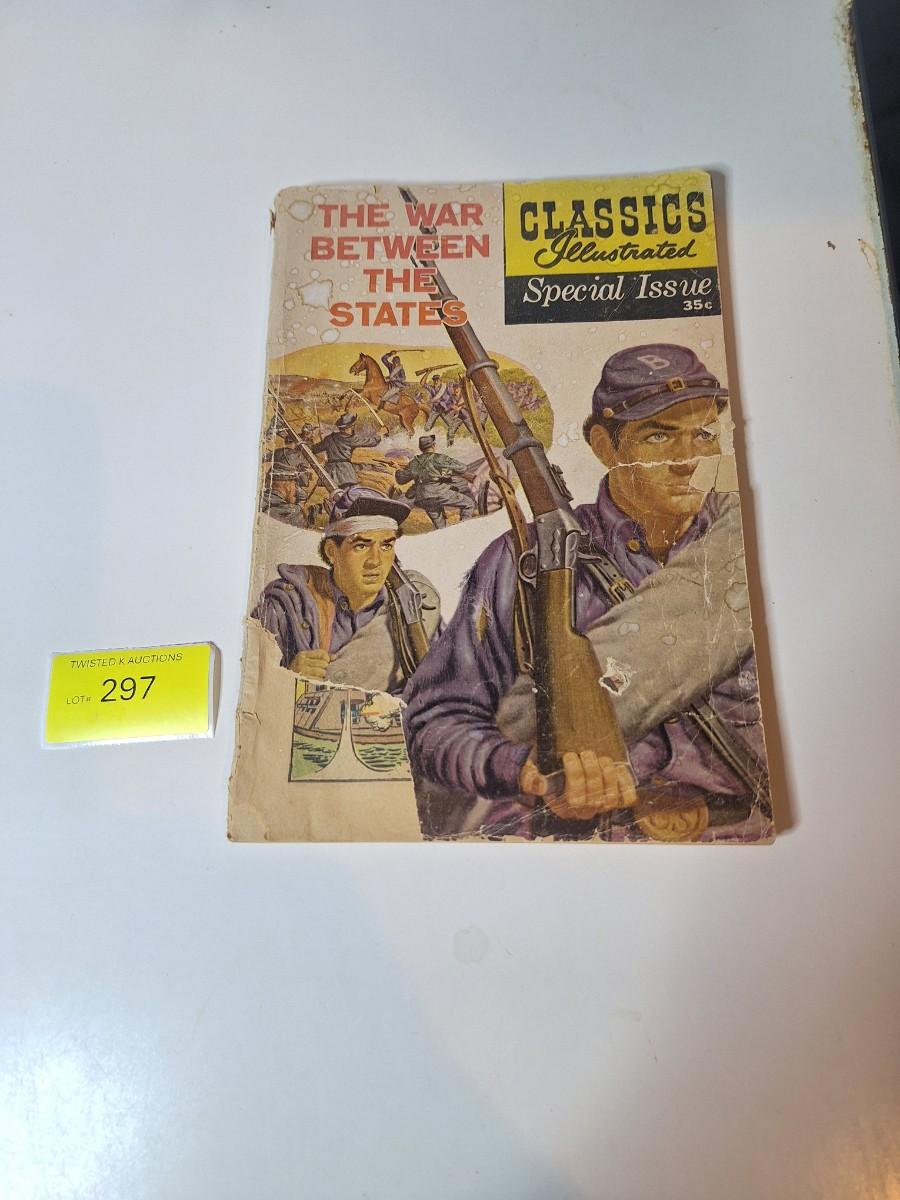 THE WAR
BETWEEN
THE
STATES
CLASSICS
Illustrated
Special Issue
35¢
B
TWISTED K AUCTIONS
LOT# 297